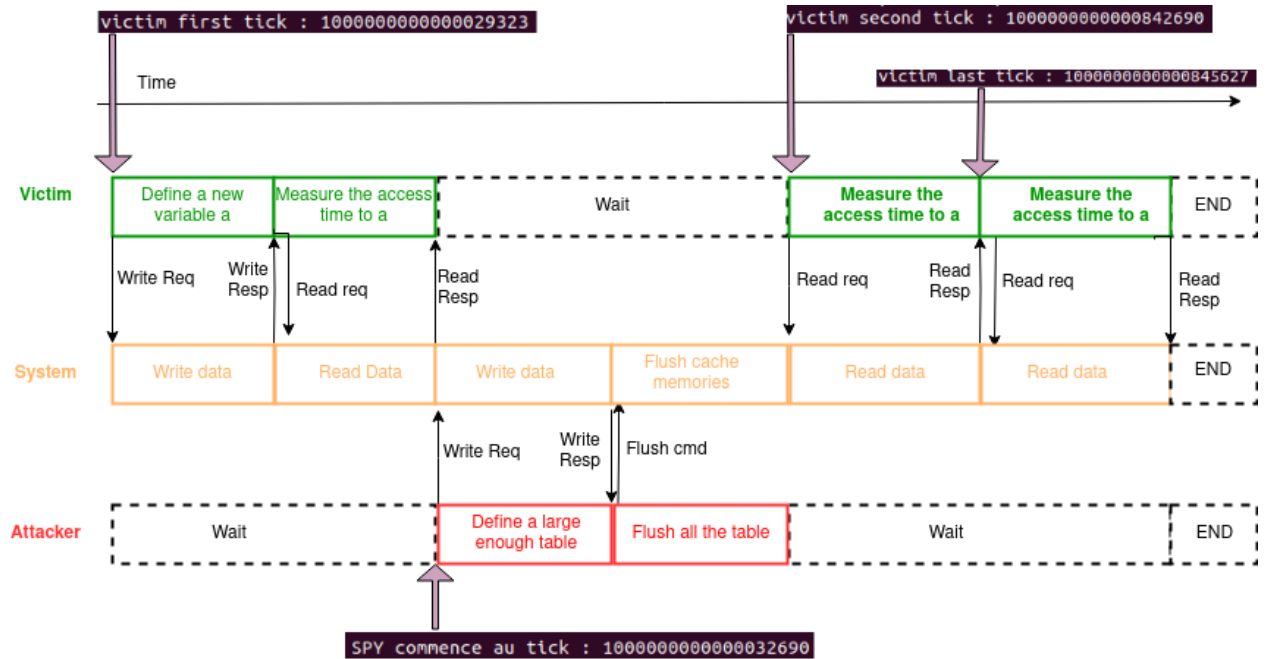 victim first tick : 1000000000000029323
victim second tick : 1000000000000842690
victim last tick : 1000000000000845627
Time
Victim
Define a new
variable a
Measure the access
time to a
Wait
Measure the
access time to a
Measure the
access time to a
END
Write Req
Write
Resp
Read req
Read
Resp
Read req
Read
Resp
Read req
Read
Resp
System
Write data
Read Data
Write data
Flush cache
memories
Read data
Read data
END
Write Req
Write
Resp
Flush cmd
Attacker
Wait
Define a large
enough table
Flush all the table
Wait
END
SPY commence au tick : 1000000000000032690